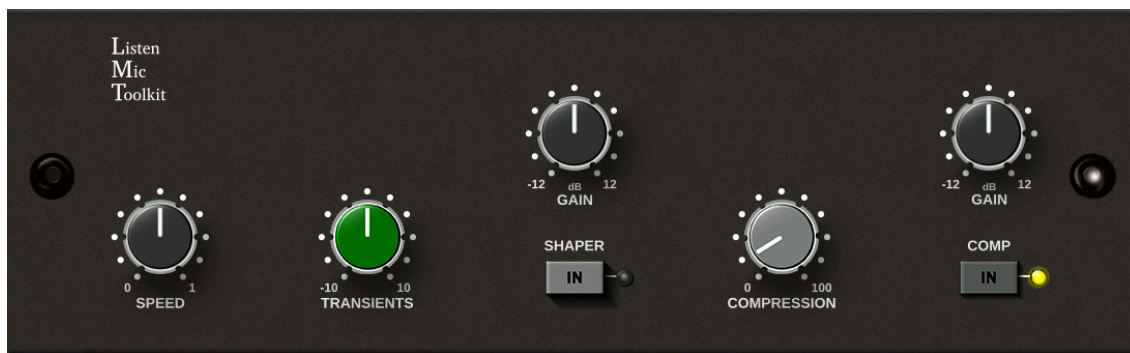 Listen
Mic
Toolkit
-12 dB 12
GAIN
-12 dB 12
GAIN
0 1
SPEED
-10 10
TRANSIENTS
SHAPER
IN
0 100
COMPRESSION
COMP
IN